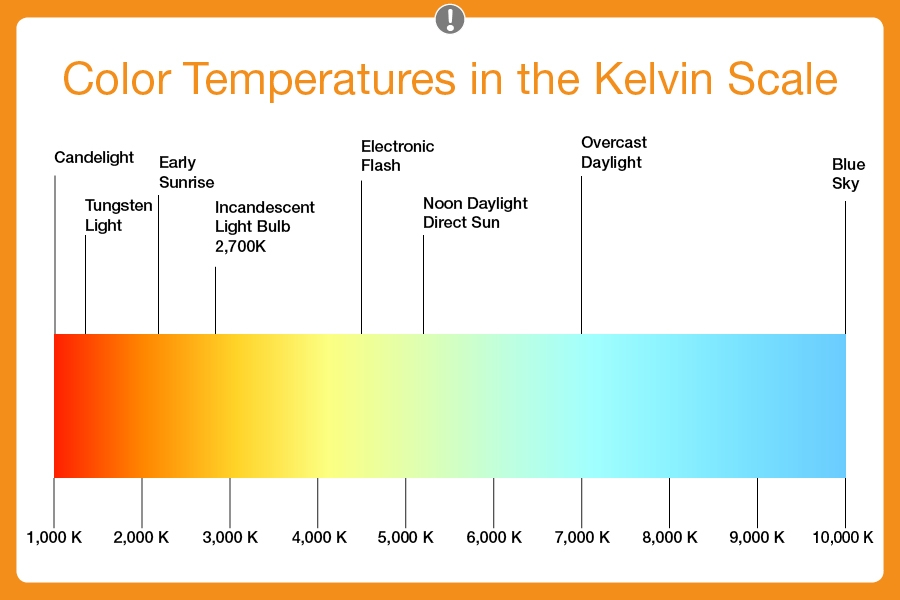 !
Color Temperatures in the Kelvin Scale
Candelight
Tungsten
Light
Early
Sunrise
Incandescent
Light Bulb
2,700K
Electronic
Flash
Noon Daylight
Direct Sun
Overcast
Daylight
Blue
Sky
1,000 K 2,000 K 3,000 K 4,000 K 5,000 K 6,000 K 7,000 K 8,000 K 9,000 K 10,000 K